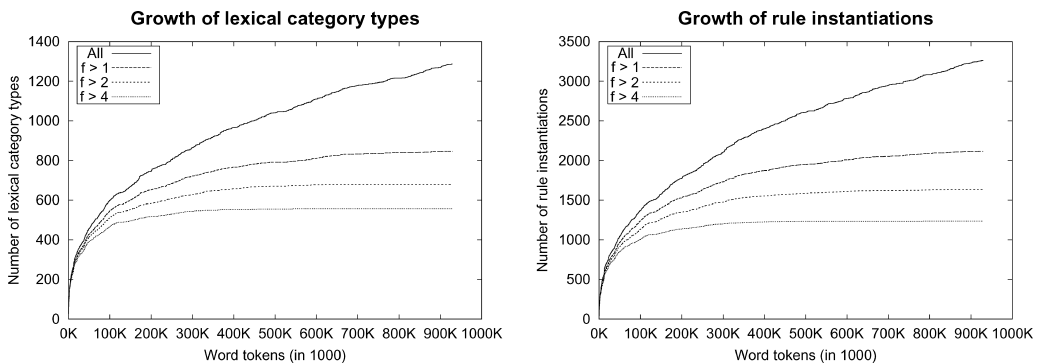 Growth of lexical category types
1400
1200
1000
800
600
400
200
0
Number of lexical category types
All
f > 1
f > 2
f > 4
0K 100K 200K 300K 400K 500K 600K 700K 800K 900K 1000K
Word tokens (in 1000)
Growth of rule instantiations
3500
3000
2500
2000
1500
1000
500
0
Number of rule instantiations
All
f > 1
f > 2
f > 4
0K 100K 200K 300K 400K 500K 600K 700K 800K 900K 1000K
Word tokens (in 1000)